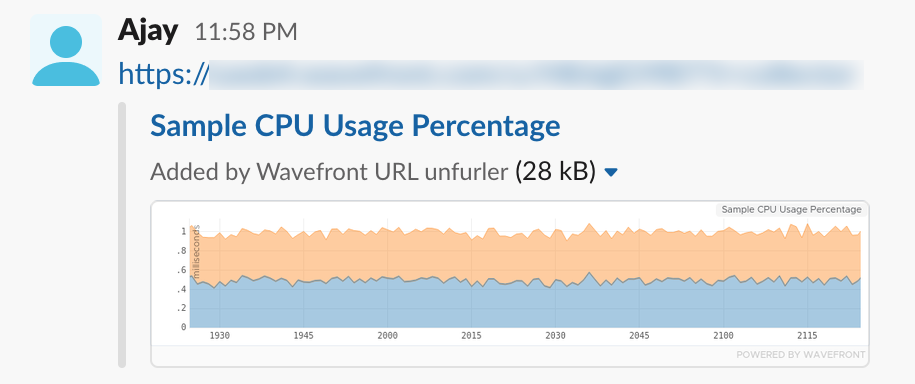 Ajay 11:58 PM
https://
Sample CPU Usage Percentage
Added by Wavefront URL unfurler (28 kB)
Sample CPU Usage Percentage
milliseconds
1
.8
.6
.4
.2
0
1930 1945 2000 2015 2030 2045 2100 2115
POWERED BY WAVEFRONT